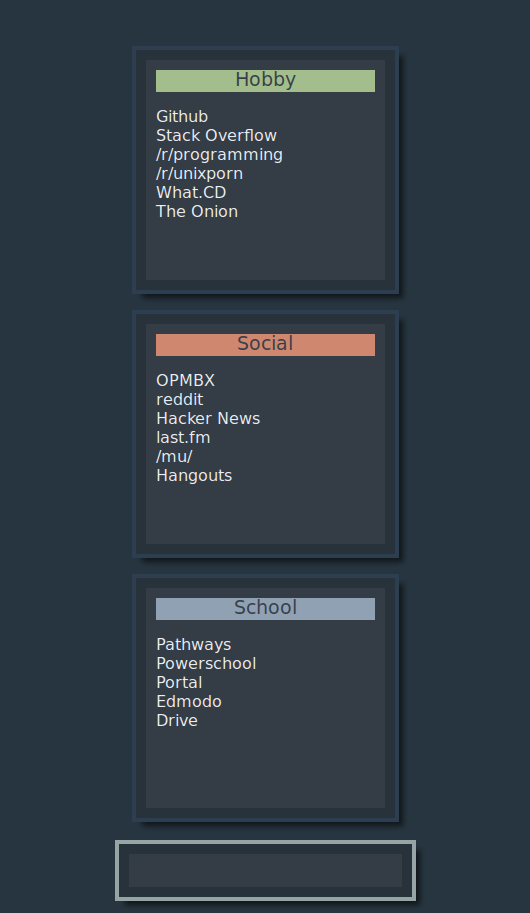 Hobby
Github
Stack Overflow
/r/programming
/r/unixporn
What.CD
The Onion
Social
OPMBX
reddit
Hacker News
last.fm
/mu/
Hangouts
School
Pathways
Powerschool
Portal
Edmodo
Drive